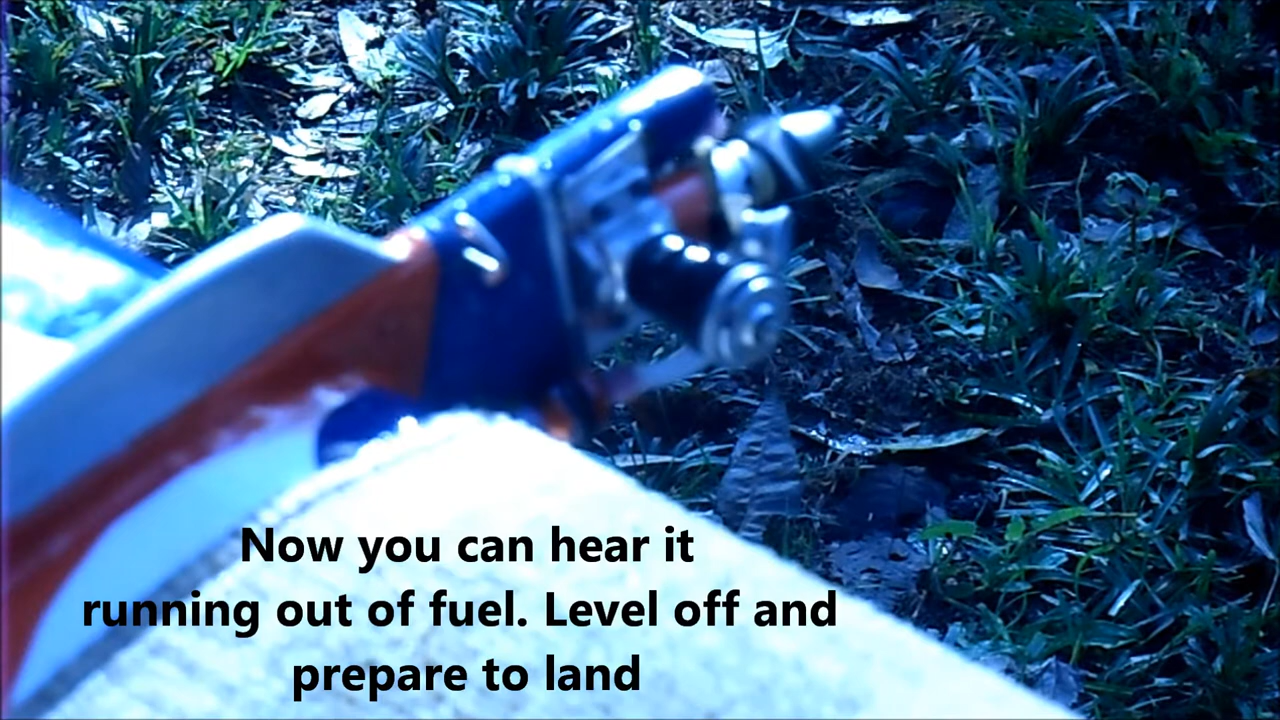 Now you can hear it
running out of fuel. Level off and
prepare to land